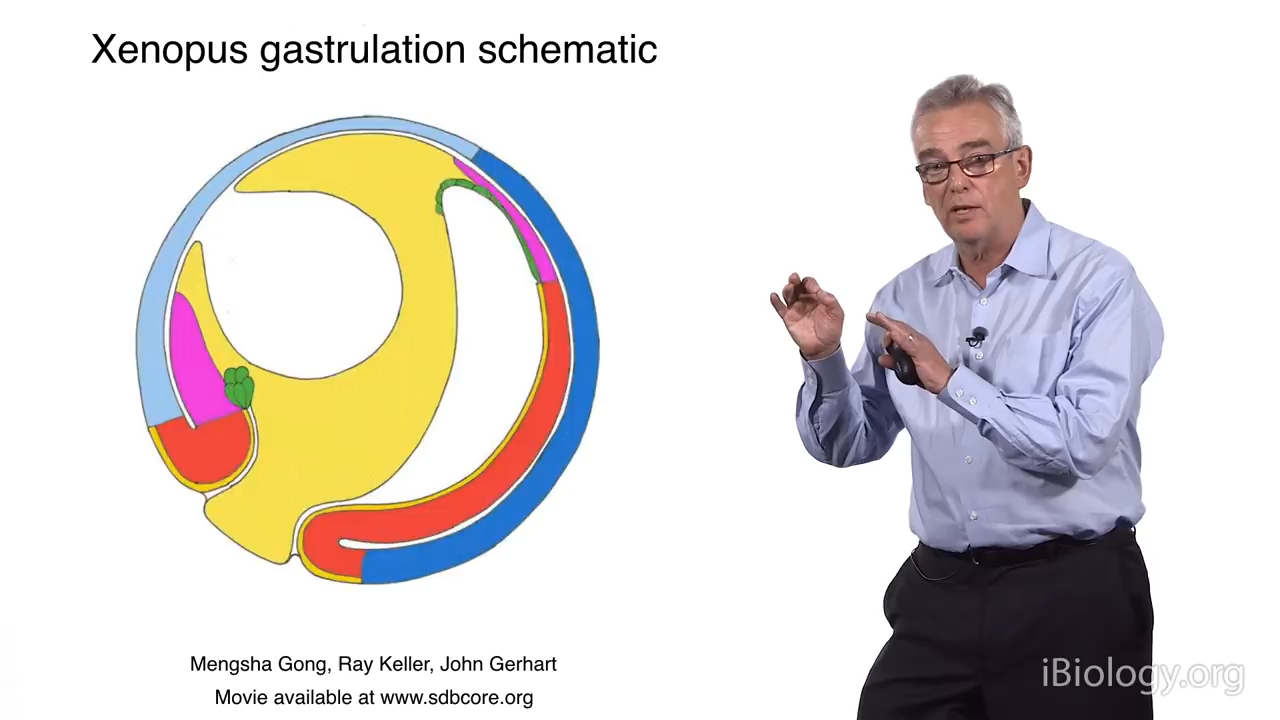 Xenopus gastrulation schematic
Mengsha Gong, Ray Keller, John Gerhart
Movie available at www.sdbcore.org
iBiology.org